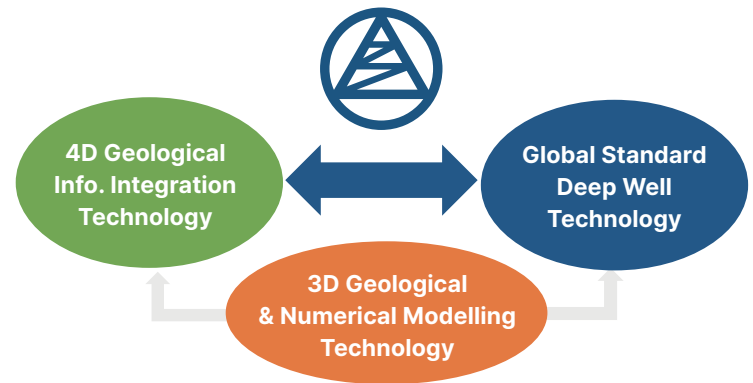 4D Geological
Info. Integration
Technology
Global Standard
Deep Well
Technology
3D Geological
& Numerical Modelling
Technology